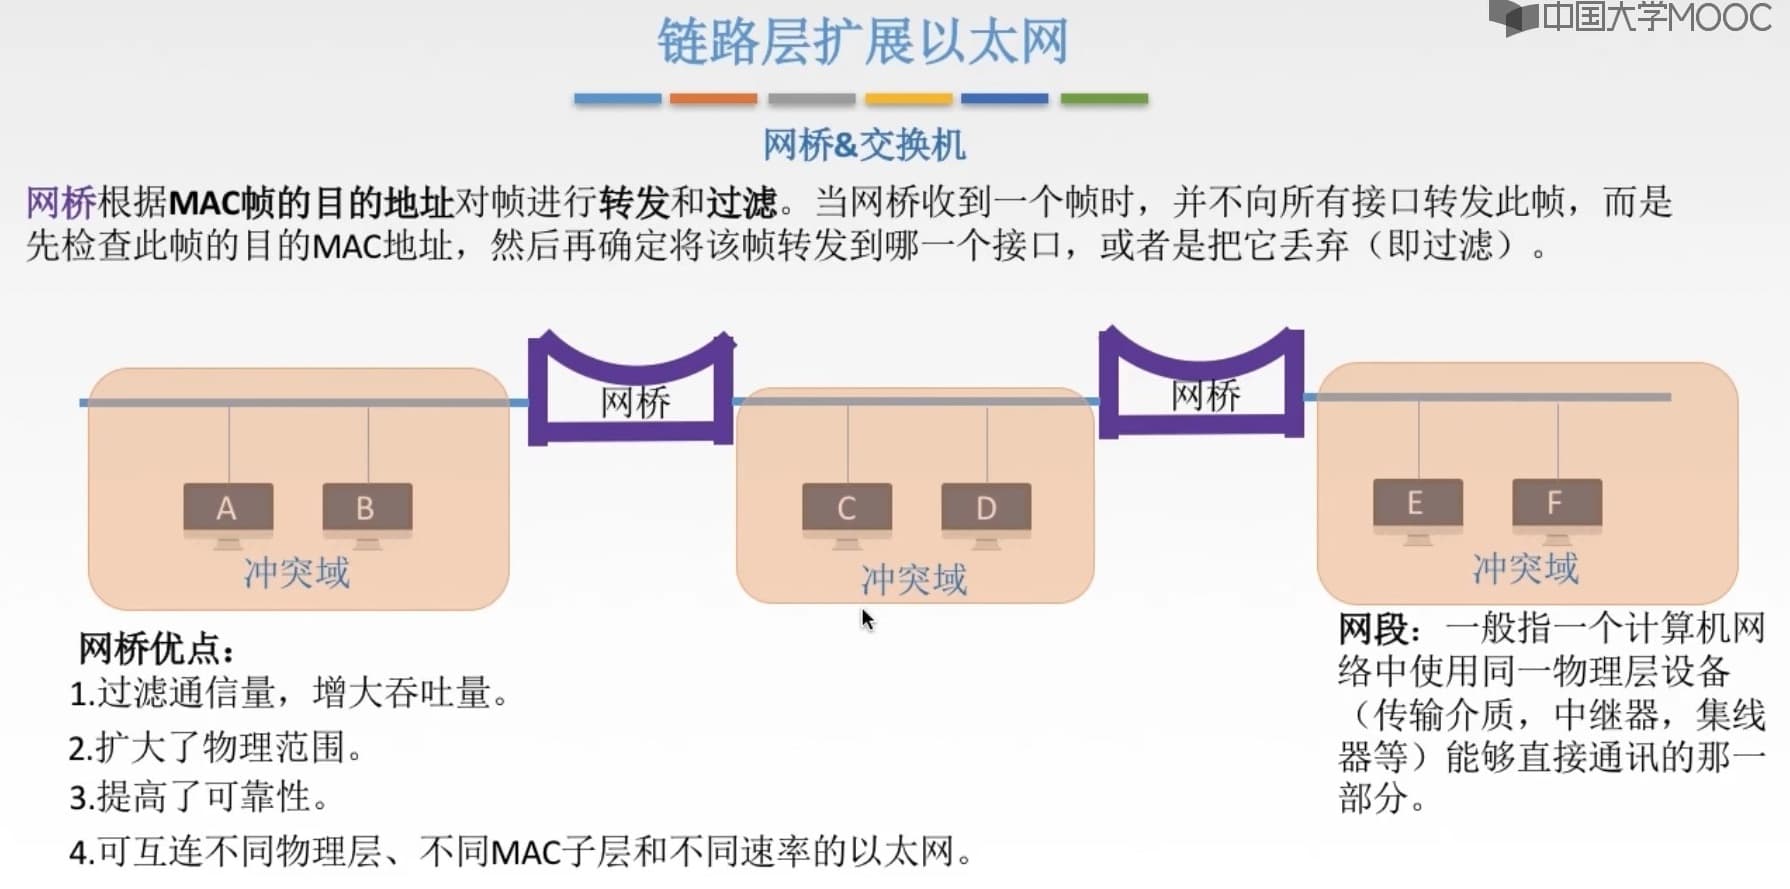 中国大学MOOC
链路层扩展以太网
网桥&交换机
网桥根据MAC帧的目的地址对帧进行转发和过滤。当网桥收到一个帧时，并不向所有接口转发此帧，而是
先检查此帧的目的MAC地址，然后再确定将该帧转发到哪一个接口，或者是把它丢弃（即过滤）。
网桥
网桥
A
B
C
D
E
F
冲突域
冲突域
冲突域
网桥优点：
1.过滤通信量，增大吞吐量。
2.扩大了物理范围。
3.提高了可靠性。
4.可互连不同物理层、不同MAC子层和不同速率的以太网。
网段：一般指一个计算机网
络中使用同一物理层设备
（传输介质，中继器，集线
器等）能够直接通讯的那一
部分。